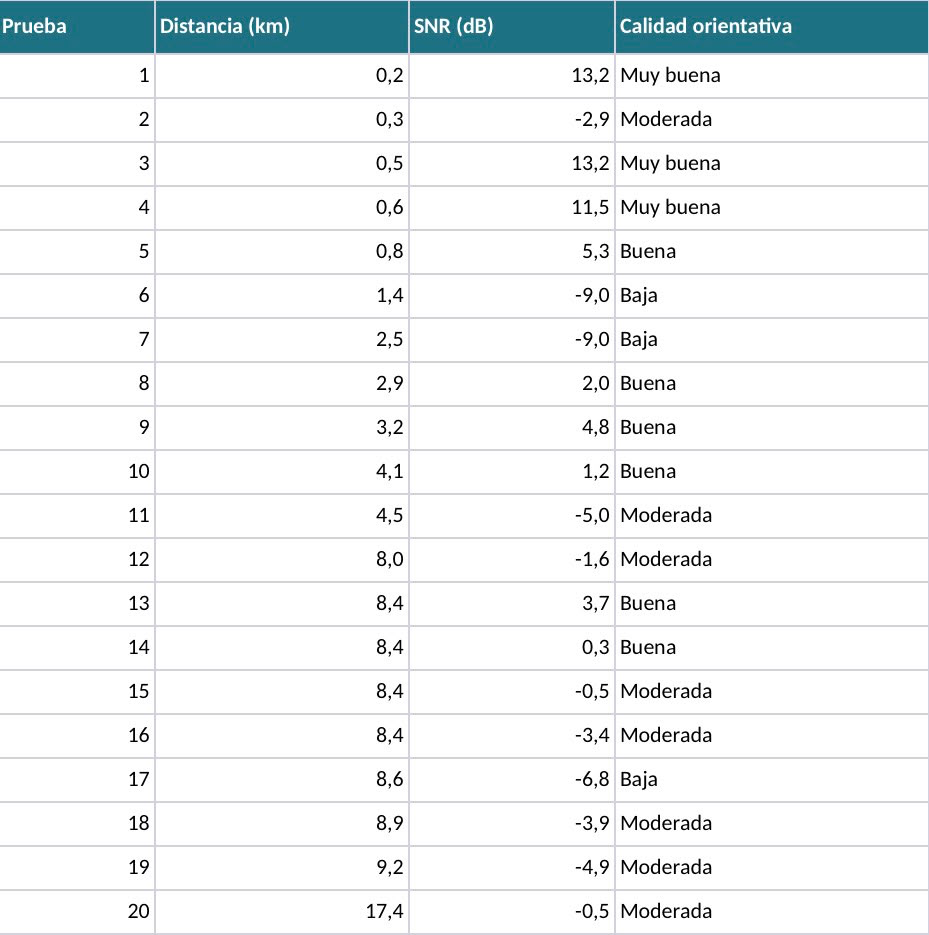 Prueba Distancia (km) SNR (dB) Calidad orientativa
1 0,2 13,2 Muy buena
2 0,3 -2,9 Moderada
3 0,5 13,2 Muy buena
4 0,6 11,5 Muy buena
5 0,8 5,3 Buena
6 1,4 -9,0 Baja
7 2,5 -9,0 Baja
8 2,9 2,0 Buena
9 3,2 4,8 Buena
10 4,1 1,2 Buena
11 4,5 -5,0 Moderada
12 8,0 -1,6 Moderada
13 8,4 3,7 Buena
14 8,4 0,3 Buena
15 8,4 -0,5 Moderada
16 8,4 -3,4 Moderada
17 8,6 -6,8 Baja
18 8,9 -3,9 Moderada
19 9,2 -4,9 Moderada
20 17,4 -0,5 Moderada